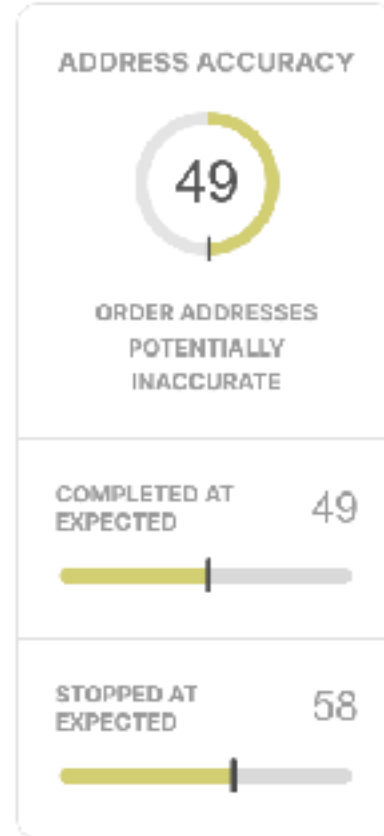 ADDRESS ACCURACY
49
ORDER ADDRESSES
POTENTIALLY
INACCURATE
COMPLETED AT
EXPECTED
49
STOPPED AT
EXPECTED
58